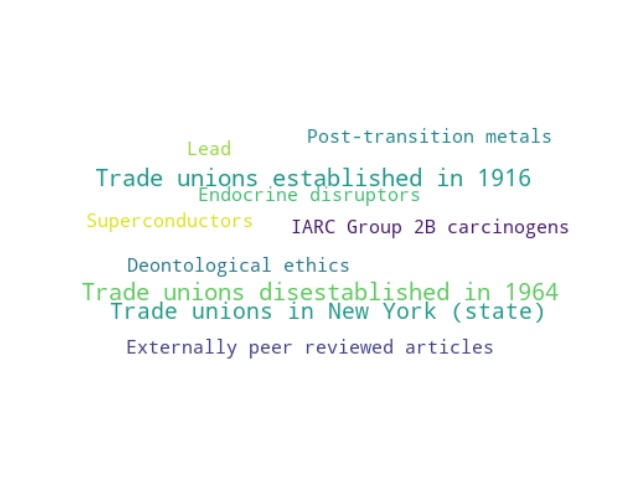 Post-transition metals
Lead
Trade unions established in 1916
Endocrine disruptors
Superconductors
IARC Group 2B carcinogens
Deontological ethics
Trade unions disestablished in 1964
Trade unions in New York (state)
Externally peer reviewed articles